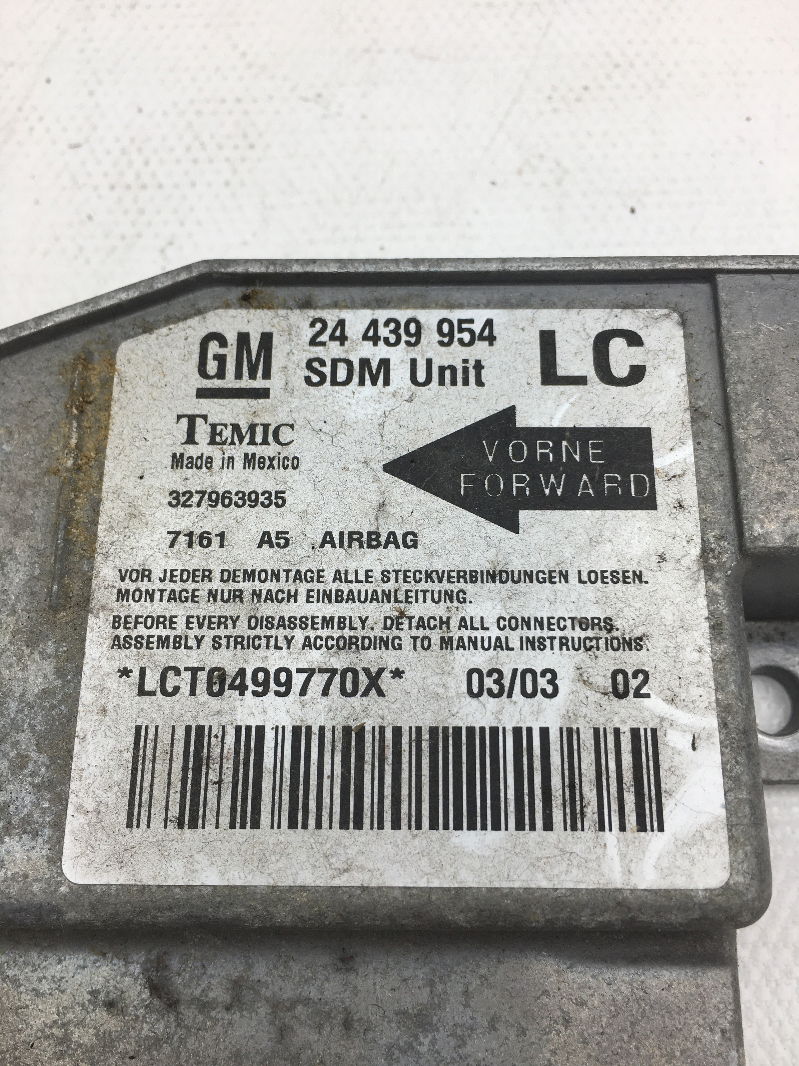 GM 24 439 954 LC
SDM Unit
TEMIC
Made in Mexico
VORNE
FORWARD
327963935
7161 A5 .AIRBAG
VOR JEDER DEMONTAGE ALLE STECKVERBINDUNGEN LOESEN.
MONTAGE NUR NACH EINBAUANLEITUNG.
BEFORE EVERY DISASSEMBLY. DETACH ALL CONNECTORS.
ASSEMBLY STRICTLY ACCORDING TO MANUAL INSTRUCTIONS.
*LCT0499770X* 03/03 02